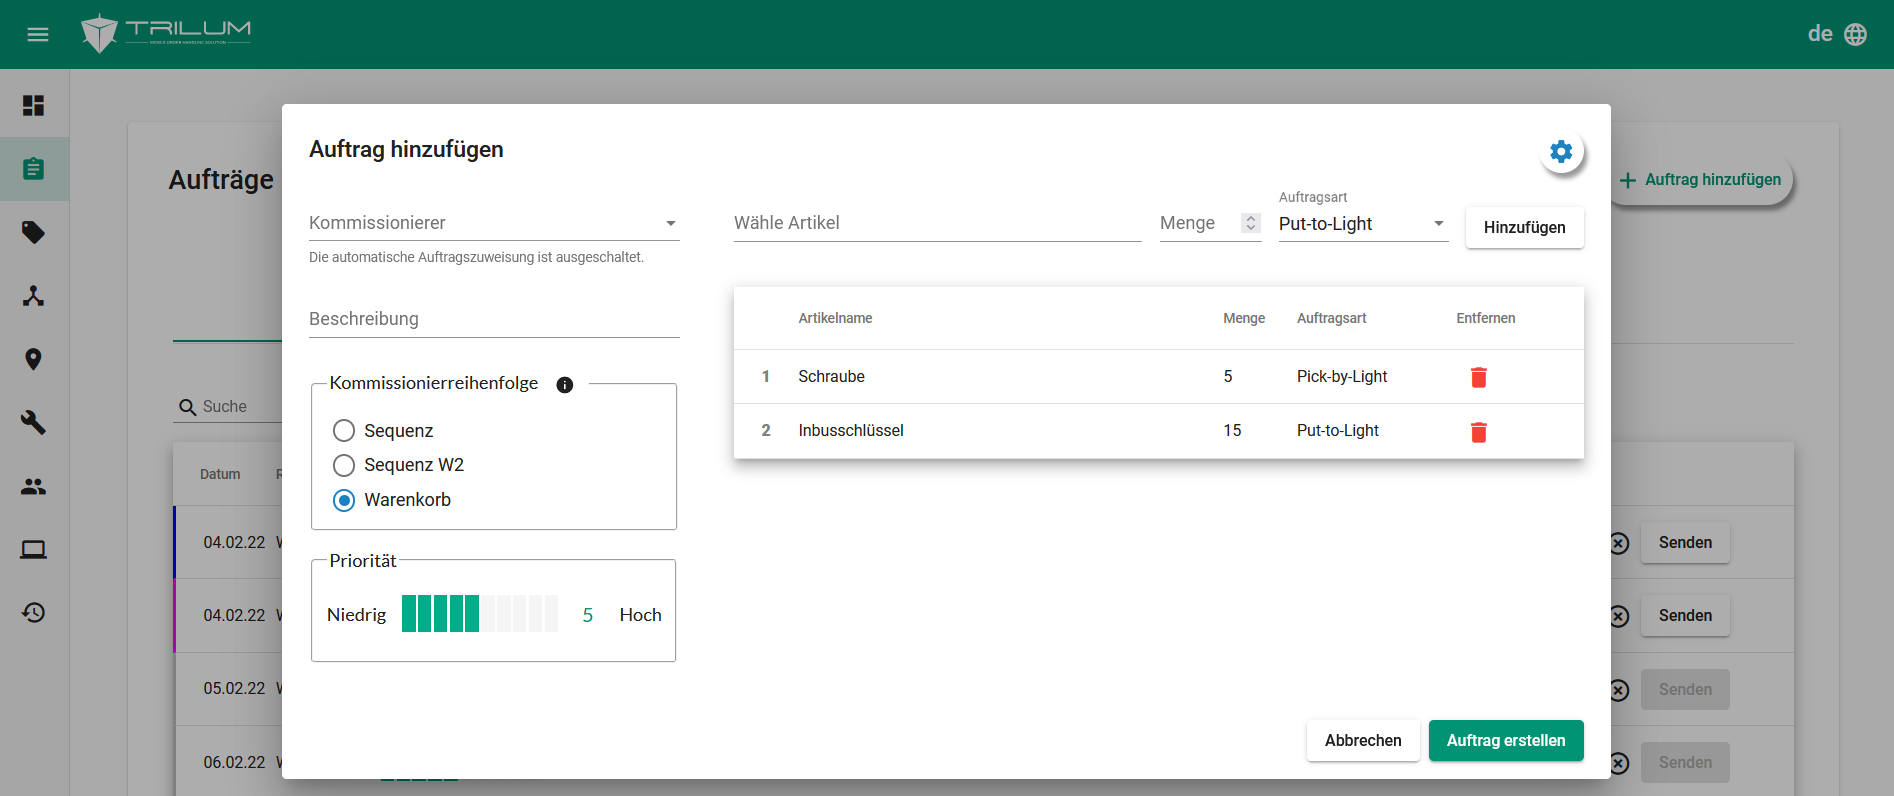 TRILUM
de
Aufträge
Auftrag hinzufügen
Suche
Datum
04.02.22
Senden
04.02.22
Senden
05.02.22
Senden
06.02.22
Senden
Auftrag hinzufügen
Kommissionierer
Die automatische Auftragszuweisung ist ausgeschaltet.
Beschreibung
Kommissionierreihenfolge
Sequenz
Sequenz W2
Warenkorb
Priorität
Niedrig 5 Hoch
Wähle Artikel
Menge
Auftragsart
Put-to-Light
Hinzufügen
Artikelname Menge Auftragsart Entfernen
1 Schraube 5 Pick-by-Light
2 Inbusschlüssel 15 Put-to-Light
Abbrechen
Auftrag erstellen